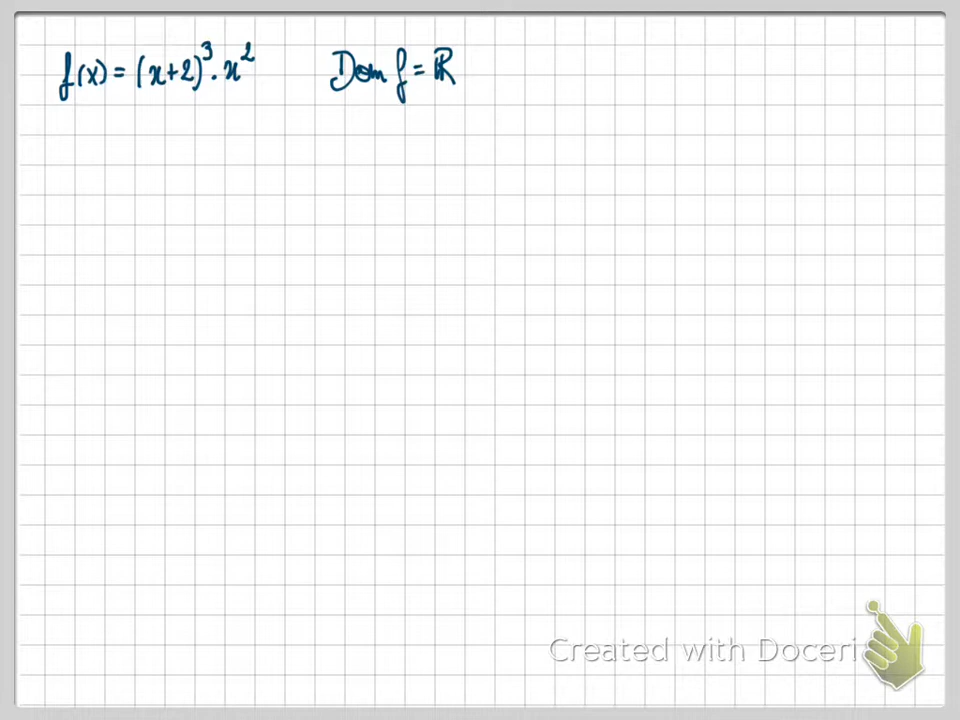 f(x) = (x+2)³ · x² Dom f = ℝ
Created with Doceri